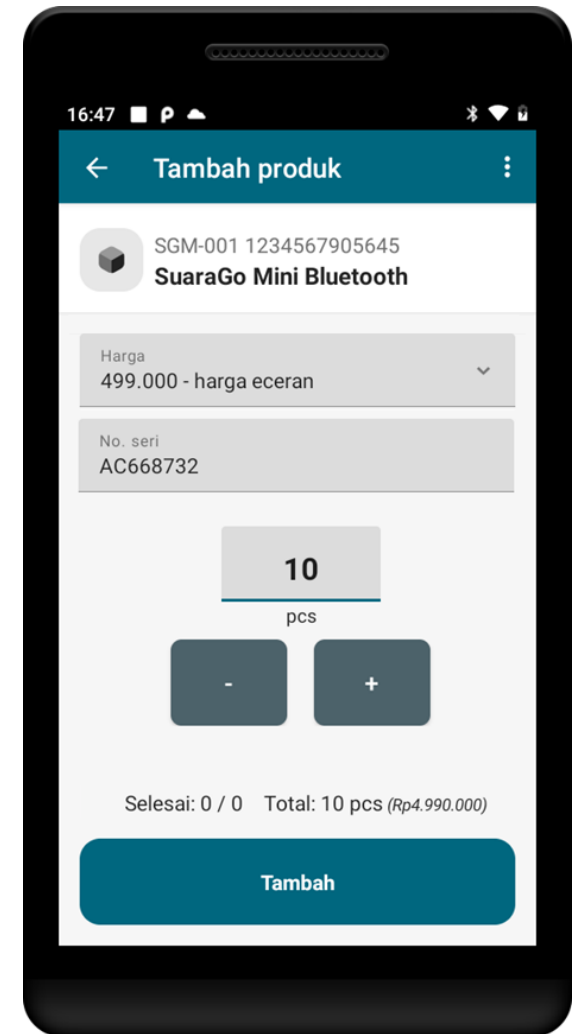 16:47
Tambah produk
SGM-001 1234567905645
SuaraGo Mini Bluetooth
Harga
499.000 - harga eceran
No. seri
AC668732
10
pcs
- +
Selesai: 0 / 0 Total: 10 pcs (Rp4.990.000)
Tambah